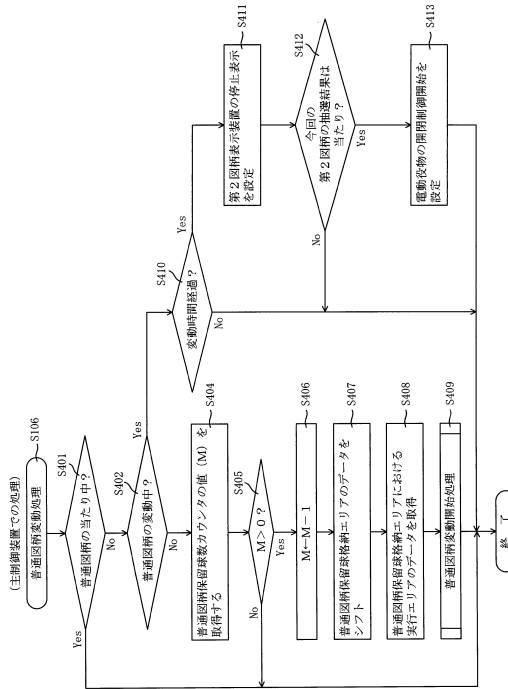 (主制御装置での処理)
普通図柄変動処理
S106
S401
普通図柄の当たり中?
Yes
No
S402
普通図柄の変動中?
Yes
No
S404
普通図柄保留球数カウンタの値(M)を
取得する
S405
M>0?
No
Yes
S406
M←M-1
S407
普通図柄保留球格納エリアのデータを
シフト
S408
普通図柄保留球格納エリアにおける
実行エリアのデータを取得
S409
普通図柄変動開始処理
S410
変動時間経過?
Yes
No
S411
第2図柄表示装置の停止表示
を設定
S412
今回の
第2図柄の抽選結果は
当たり?
No
Yes
S413
電動役物の開閉制御開始を
設定
終 了